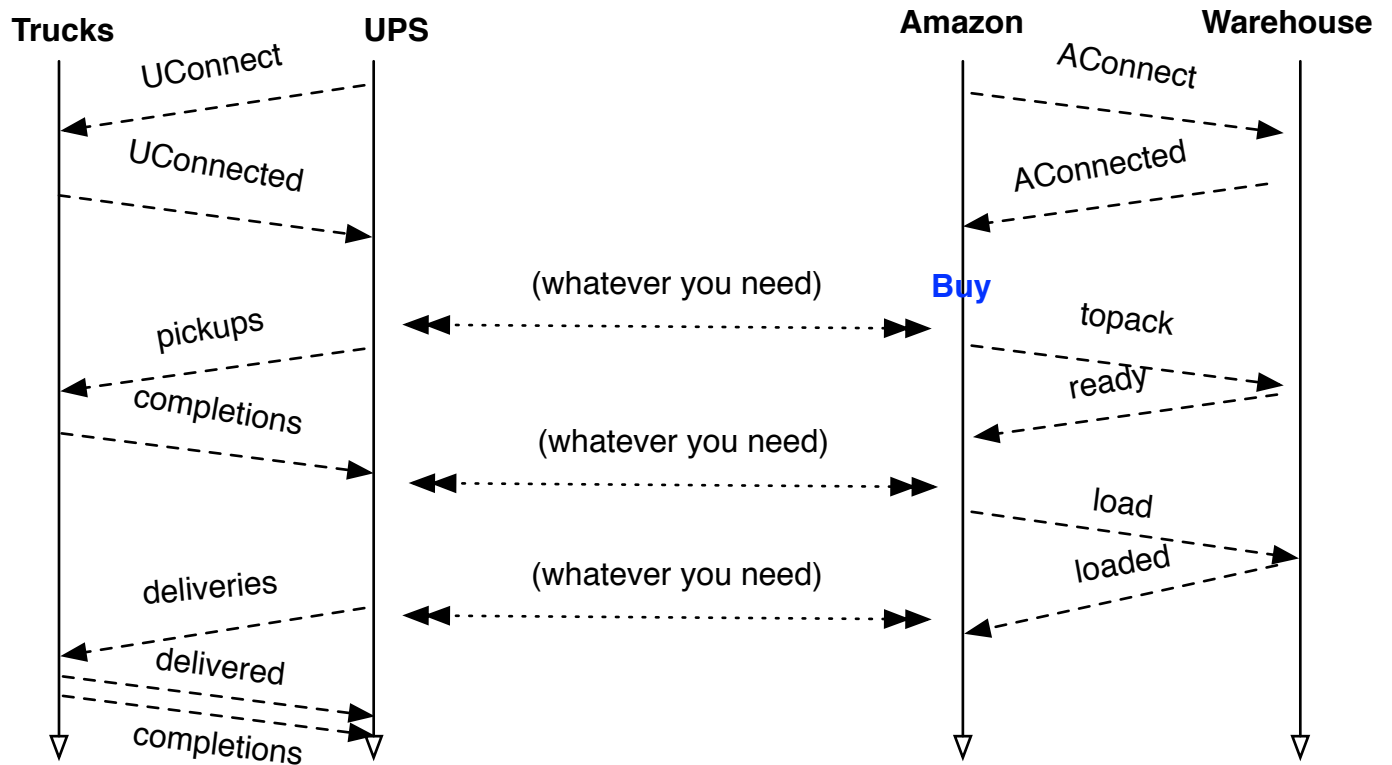 Trucks
UPS
Amazon
Warehouse
UConnect
AConnect
UConnected
AConnected
(whatever you need)
Buy
pickups
topack
completions
ready
(whatever you need)
load
deliveries
(whatever you need)
loaded
delivered
completions